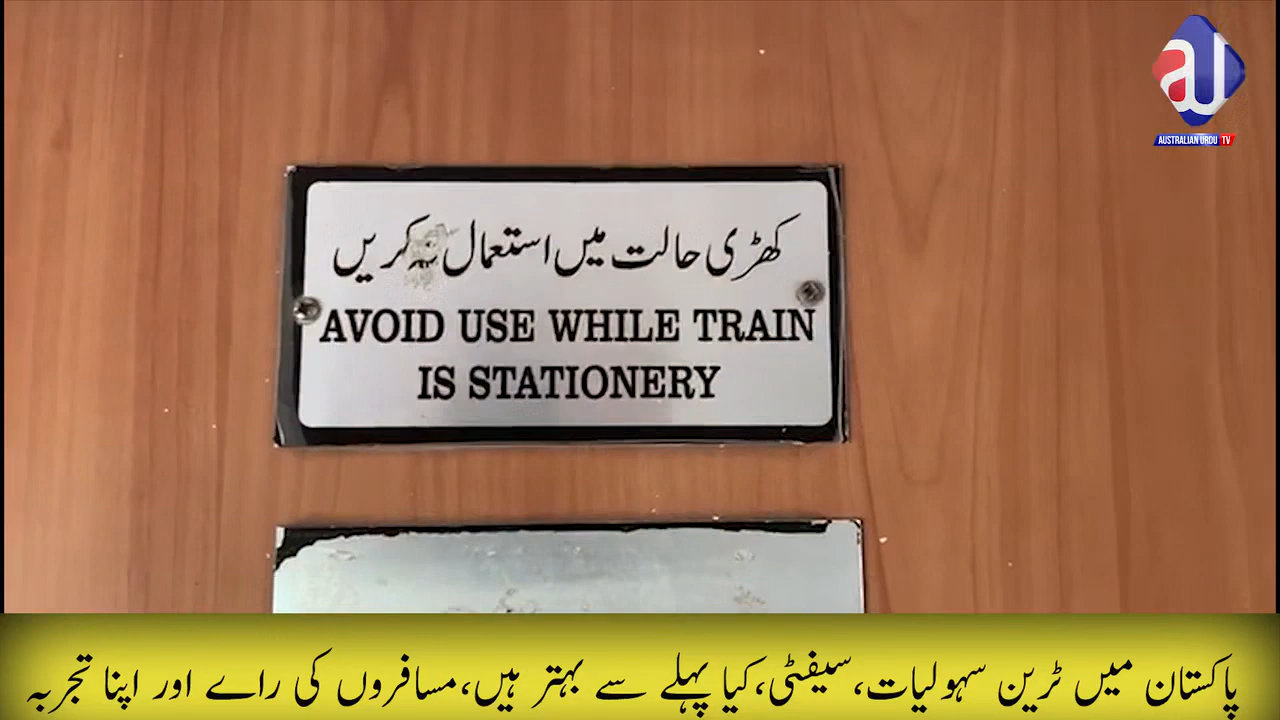 AUSTRALIAN URDU TV
کھڑی حالت میں استعمال نہ کریں
AVOID USE WHILE TRAIN
IS STATIONERY
پاکستان میں ٹرین سہولیات،سیفٹی،کیا پہلے سے بہتر ہیں،مسافروں کی راے اور اپنا تجربہ